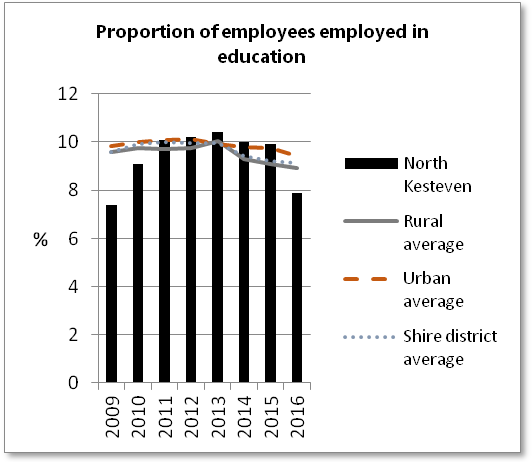 Proportion of employees employed in
education
12
10
8
6
4
2
0
%
2009
2010
2011
2012
2013
2014
2015
2016
North
Kesteven
Rural
average
Urban
average
Shire district
average